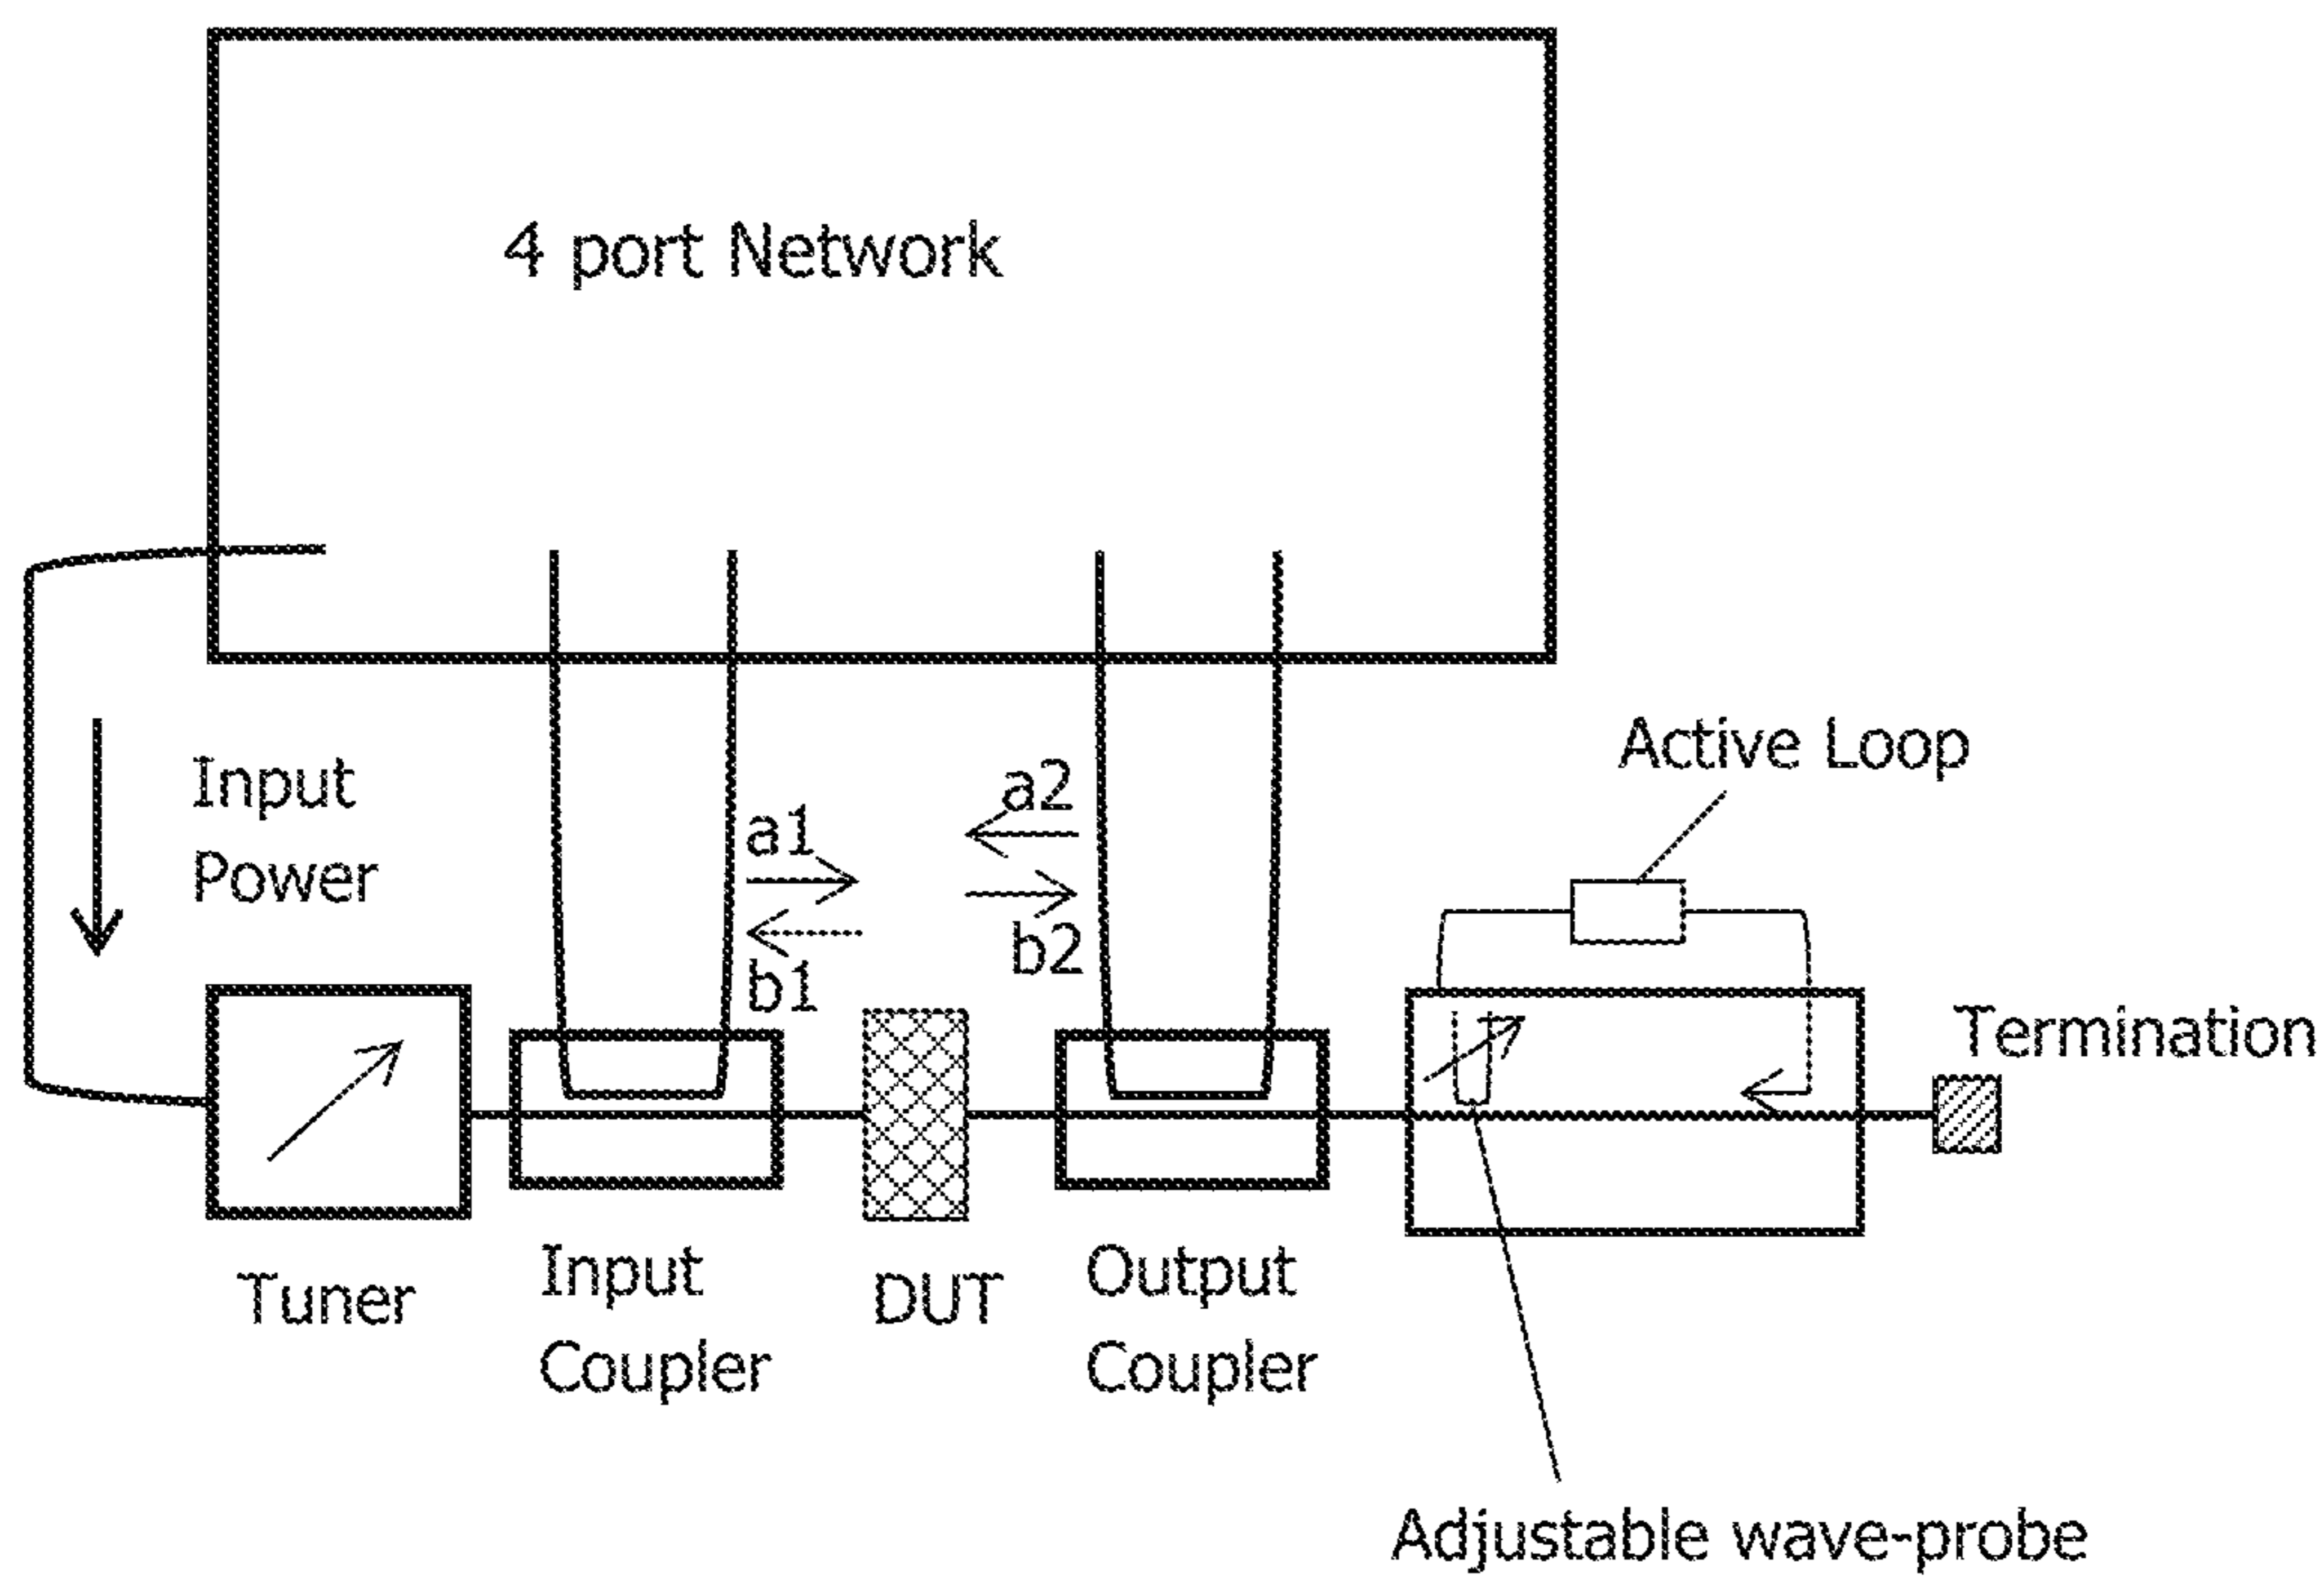 4 port Network
Active Loop
Input
Power
a1
a2
b1
b2
Termination
Tuner
Input
Coupler
DUT
Output
Coupler
Adjustable wave-probe